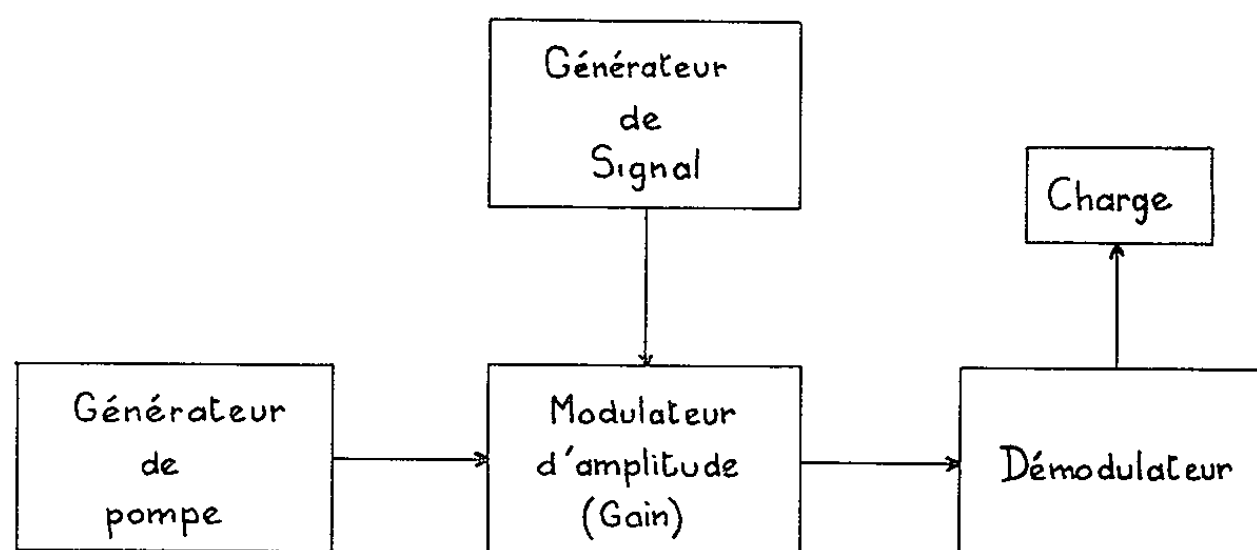 Générateur
de
Signal
Charge
Générateur
de
pompe
Modulateur
d'amplitude
(Gain)
Démodulateur